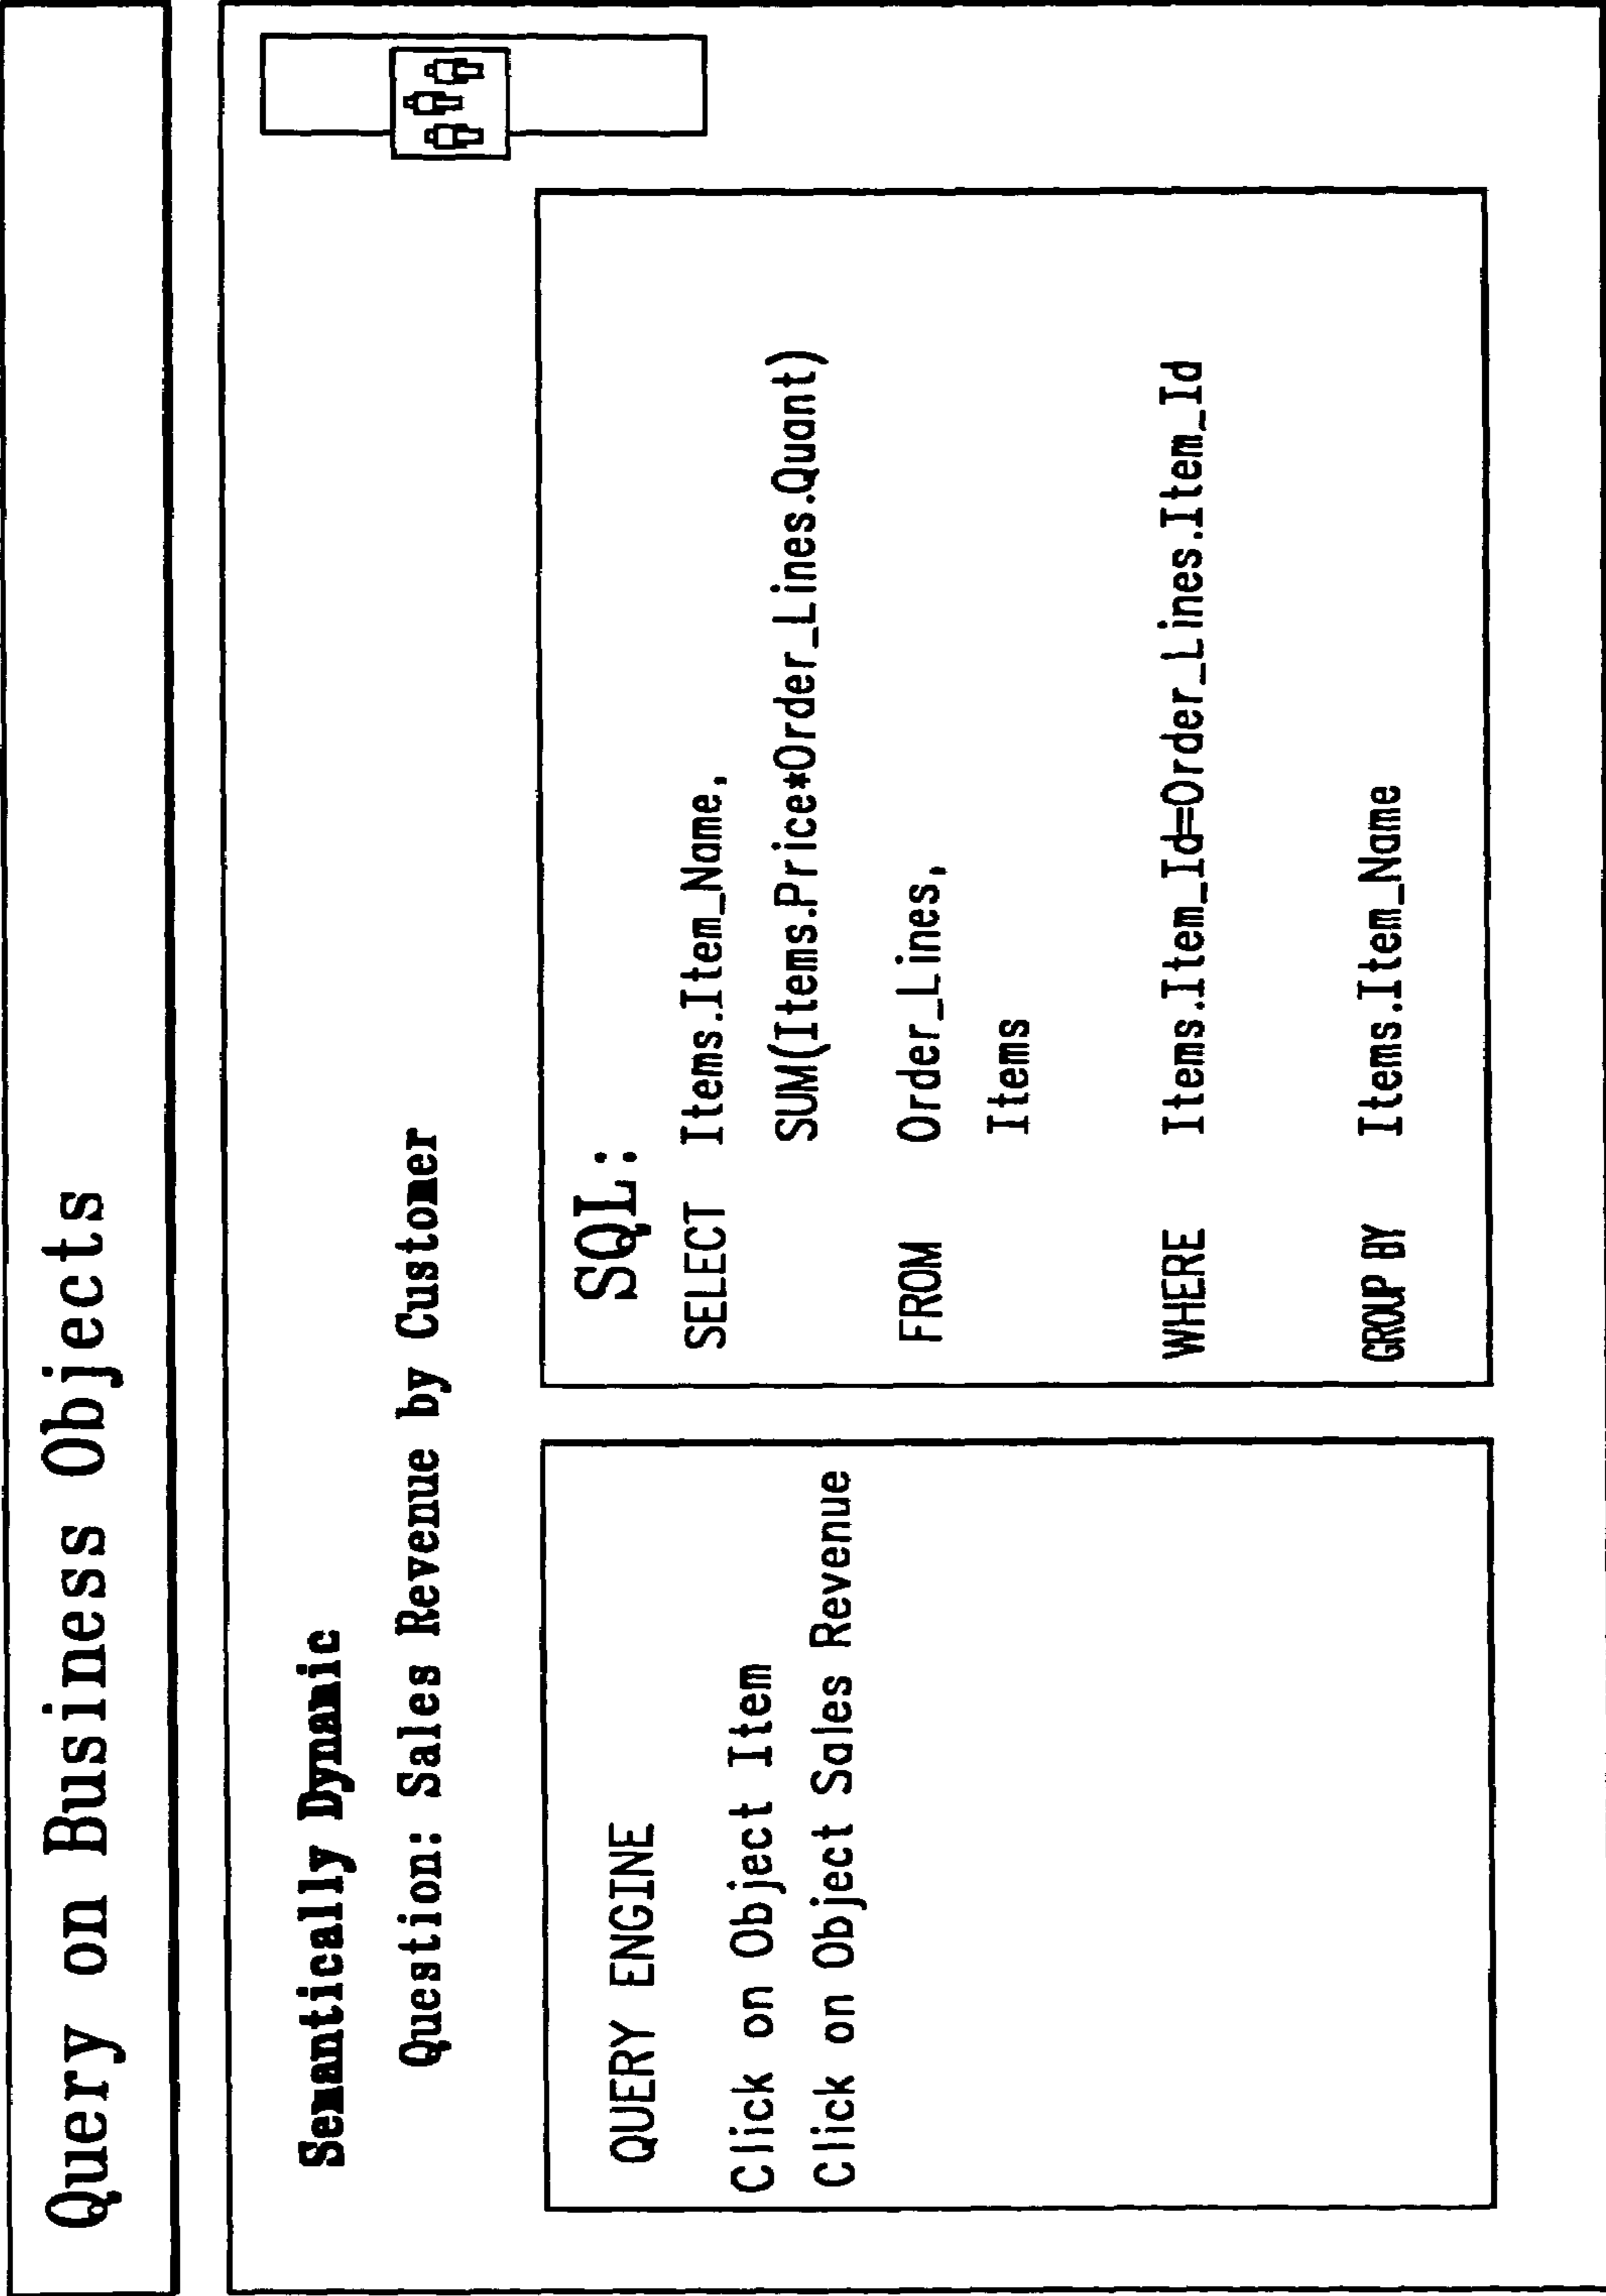 Query on Business Objects
Semantically Dynamic
Question: Sales Revenue by Customer
QUERY ENGINE
Click on Object Item
Click on Object Sales Revenue
SQL:
SELECT Items.Item_Name,
SUM(Items.Price*Order_Lines.Quant)
FROM Order_Lines,
Items
WHERE Items.Item_Id=Order_Lines.Item_Id
GROUP BY Items.Item_Name